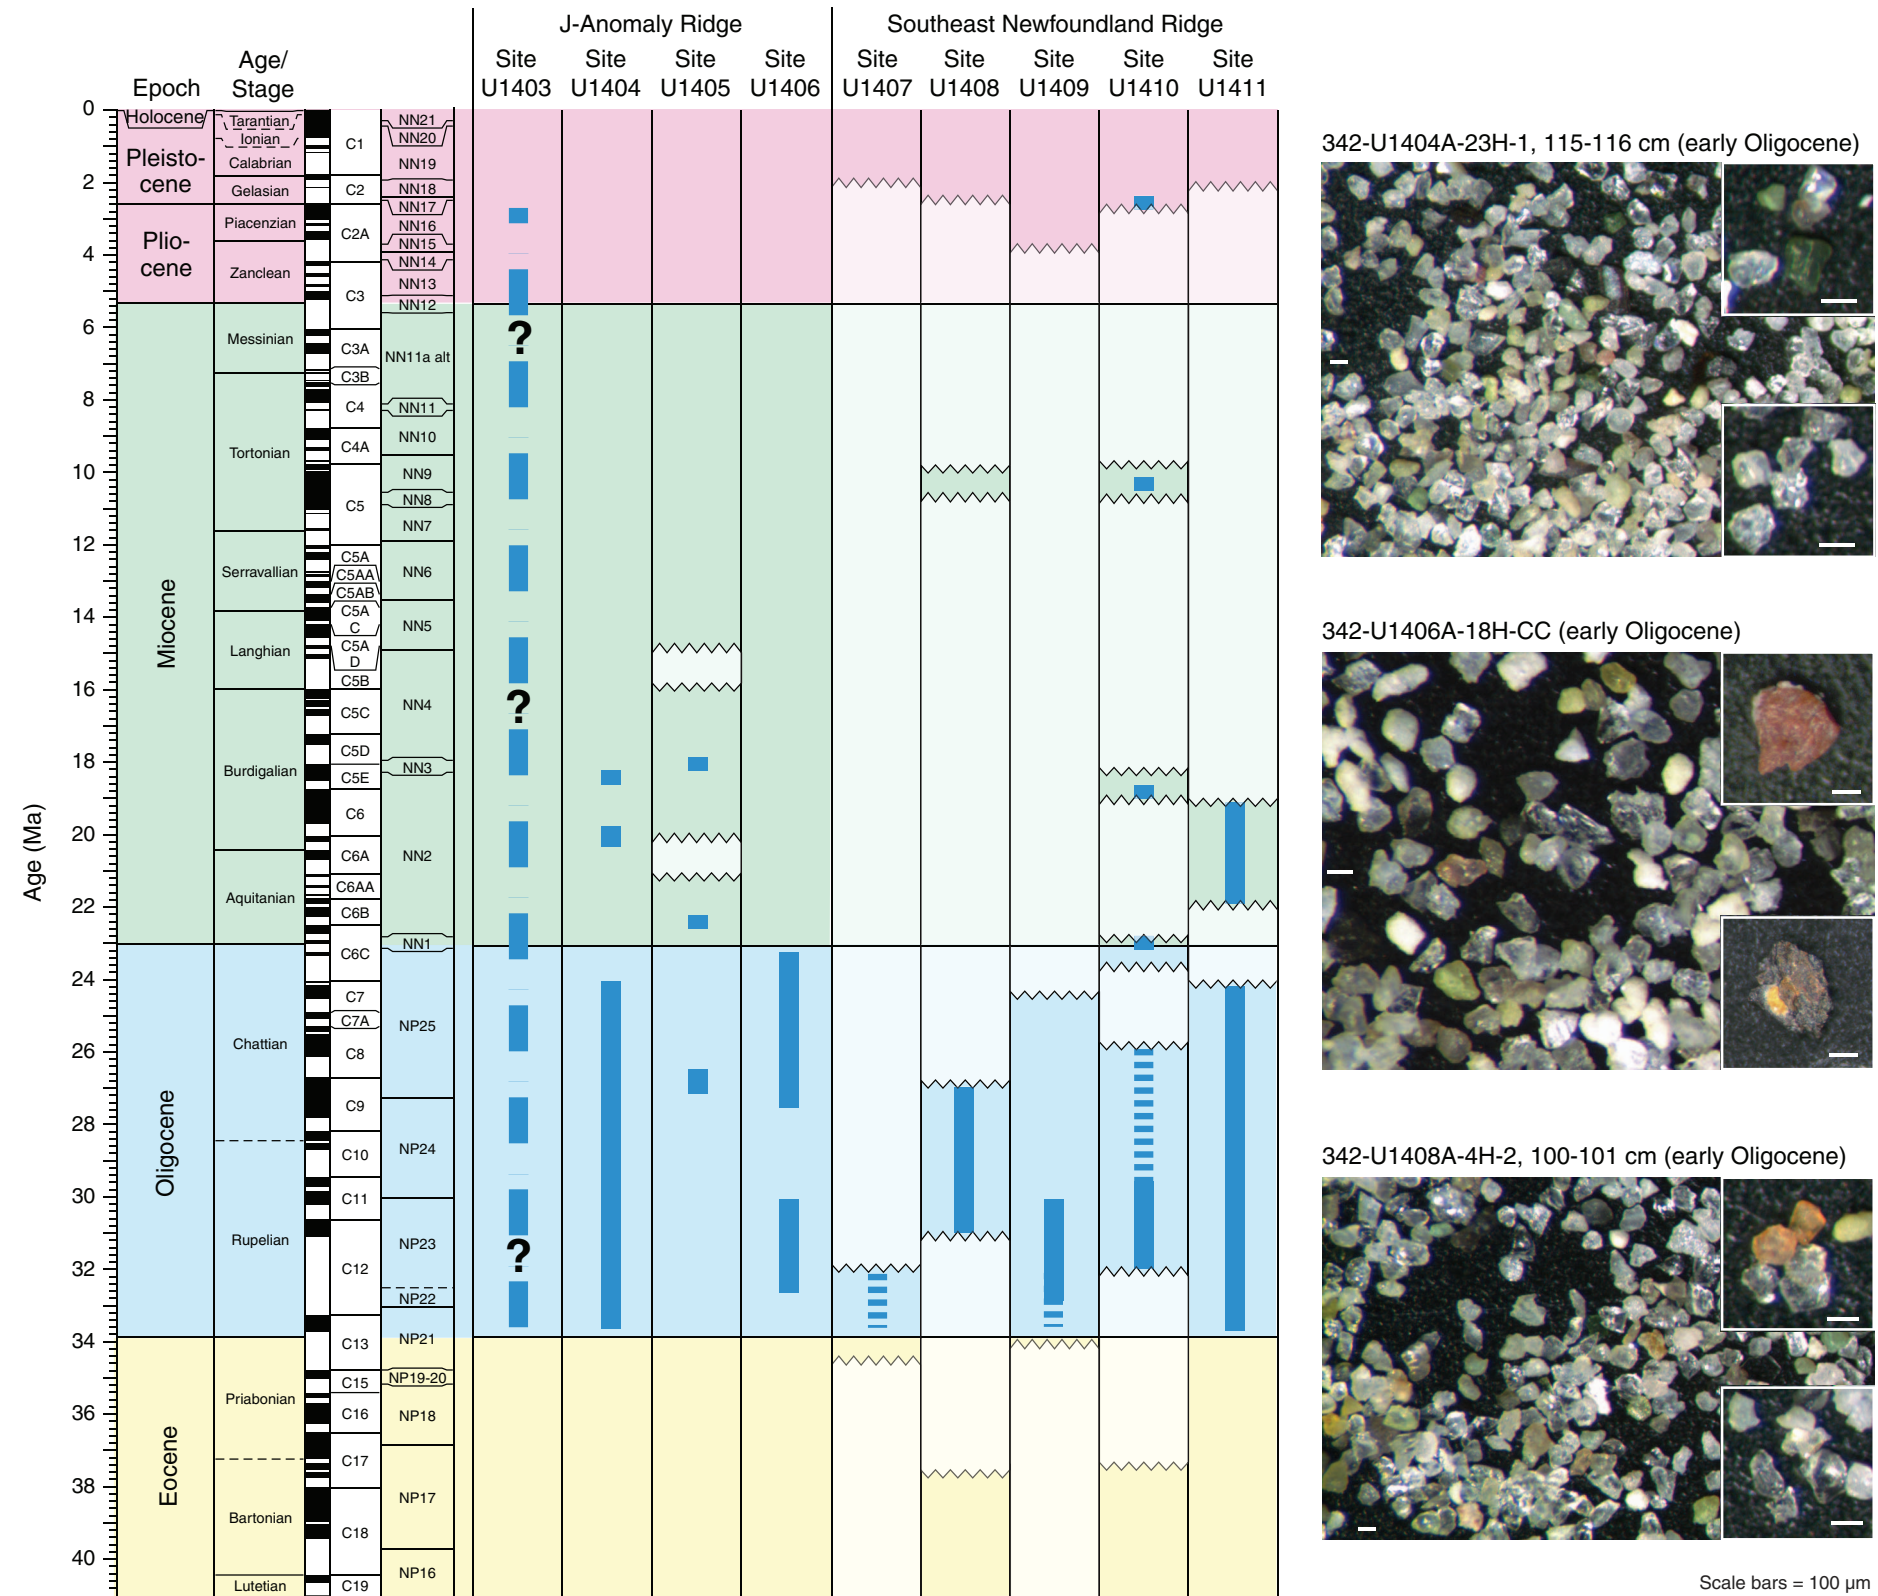 J-Anomaly Ridge
Southeast Newfoundland Ridge
Epoch
Age/
Stage
Site
U1403
Site
U1404
Site
U1405
Site
U1406
Site
U1407
Site
U1408
Site
U1409
Site
U1410
Site
U1411
Age (Ma)
0
2
4
6
8
10
12
14
16
18
20
22
24
26
28
30
32
34
36
38
40
Holocene
Pleisto-
cene
Plio-
cene
Miocene
Oligocene
Eocene
Tarantian
Ionian
Calabrian
Gelasian
Piacenzian
Zanclean
Messinian
Tortonian
Serravallian
Langhian
Burdigalian
Aquitanian
Chattian
Rupelian
Priabonian
Bartonian
Lutetian
C1
C2
C2A
C3
C3A
C3B
C4
C4A
C5
C5A
C5AA
C5AB
C5A
C
C5A
D
C5B
C5C
C5D
C5E
C6
C6A
C6AA
C6B
C6C
C7
C7A
C8
C9
C10
C11
C12
C13
C15
C16
C17
C18
C19
NN21
NN20
NN19
NN18
NN17
NN16
NN15
NN14
NN13
NN12
NN11a alt
NN11
NN10
NN9
NN8
NN7
NN6
NN5
NN4
NN3
NN2
NN1
NP25
NP24
NP23
NP22
NP21
NP19-20
NP18
NP17
NP16
?
?
?
342-U1404A-23H-1, 115-116 cm (early Oligocene)
342-U1406A-18H-CC (early Oligocene)
342-U1408A-4H-2, 100-101 cm (early Oligocene)
Scale bars = 100 μm